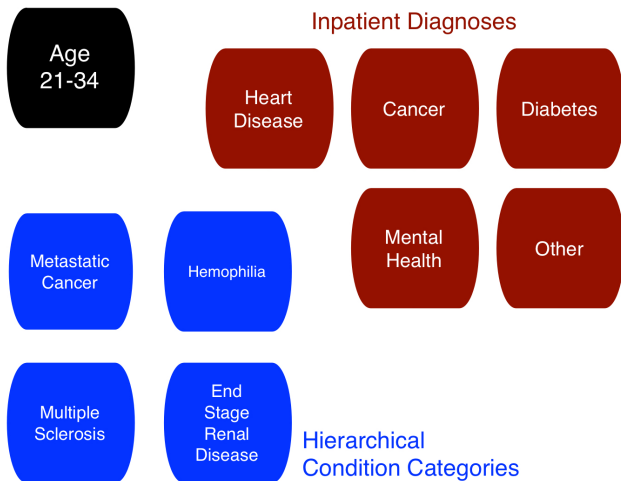 Inpatient Diagnoses
Age
21-34
Heart
Disease
Cancer
Diabetes
Mental
Health
Other
Metastatic
Cancer
Hemophilia
Multiple
Sclerosis
End
Stage
Renal
Disease
Hierarchical
Condition Categories